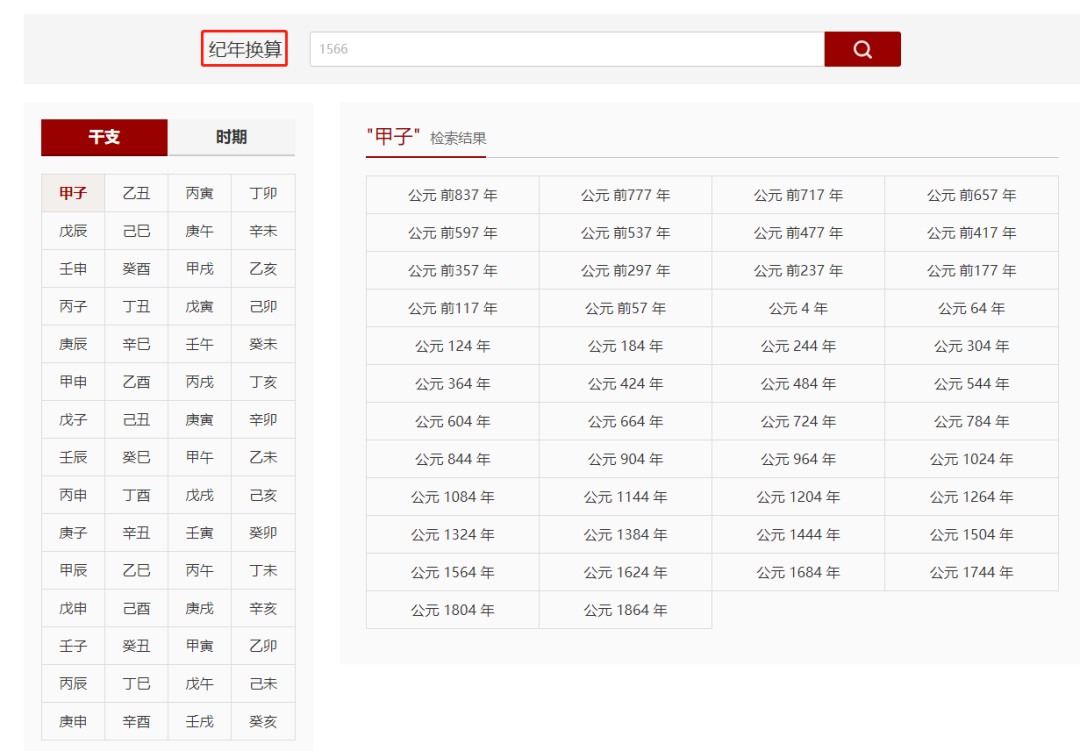 纪年换算 1566
干支 时期
甲子 乙丑 丙寅 丁卯
戊辰 己巳 庚午 辛未
壬申 癸酉 甲戌 乙亥
丙子 丁丑 戊寅 己卯
庚辰 辛巳 壬午 癸未
甲申 乙酉 丙戌 丁亥
戊子 己丑 庚寅 辛卯
壬辰 癸巳 甲午 乙未
丙申 丁酉 戊戌 己亥
庚子 辛丑 壬寅 癸卯
甲辰 乙巳 丙午 丁未
戊申 己酉 庚戌 辛亥
壬子 癸丑 甲寅 乙卯
丙辰 丁巳 戊午 己未
庚申 辛酉 壬戌 癸亥
"甲子" 检索结果
公元 前837 年 公元 前777 年 公元 前717 年 公元 前657 年
公元 前597 年 公元 前537 年 公元 前477 年 公元 前417 年
公元 前357 年 公元 前297 年 公元 前237 年 公元 前177 年
公元 前117 年 公元 前57 年 公元 4 年 公元 64 年
公元 124 年 公元 184 年 公元 244 年 公元 304 年
公元 364 年 公元 424 年 公元 484 年 公元 544 年
公元 604 年 公元 664 年 公元 724 年 公元 784 年
公元 844 年 公元 904 年 公元 964 年 公元 1024 年
公元 1084 年 公元 1144 年 公元 1204 年 公元 1264 年
公元 1324 年 公元 1384 年 公元 1444 年 公元 1504 年
公元 1564 年 公元 1624 年 公元 1684 年 公元 1744 年
公元 1804 年 公元 1864 年